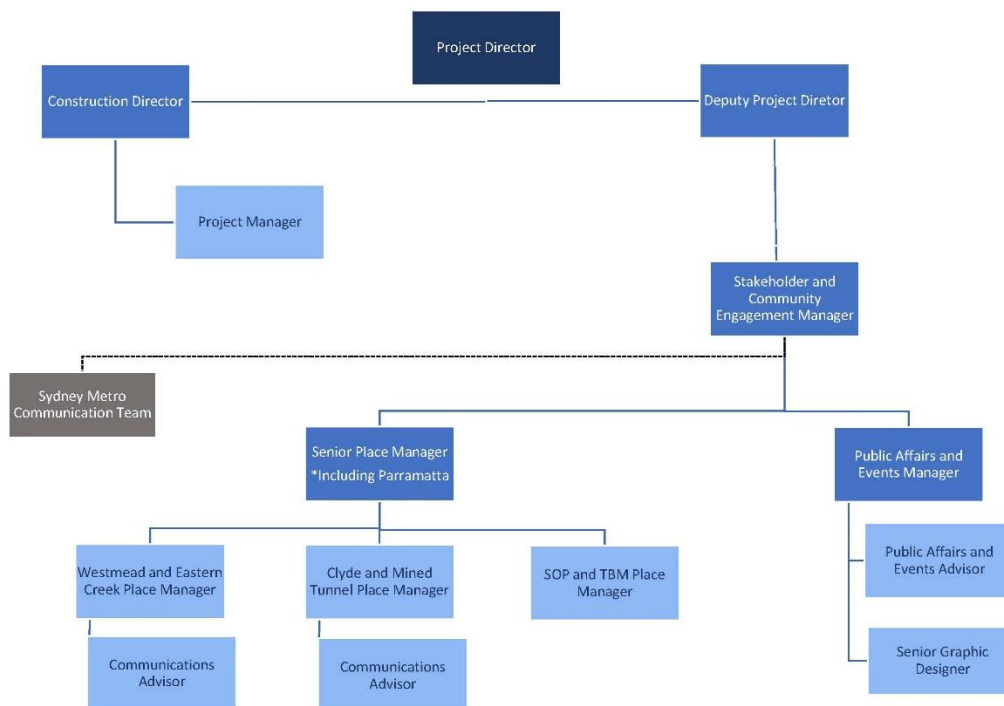 Project Director
Construction Director
Deputy Project Diretor
Project Manager
Stakeholder and
Community
Engagement Manager
Sydney Metro
Communication Team
Senior Place Manager
*Including Parramatta
Public Affairs and
Events Manager
Westmead and Eastern
Creek Place Manager
Clyde and Mined
Tunnel Place Manager
SOP and TBM Place
Manager
Public Affairs and
Events Advisor
Communications
Advisor
Communications
Advisor
Senior Graphic
Designer